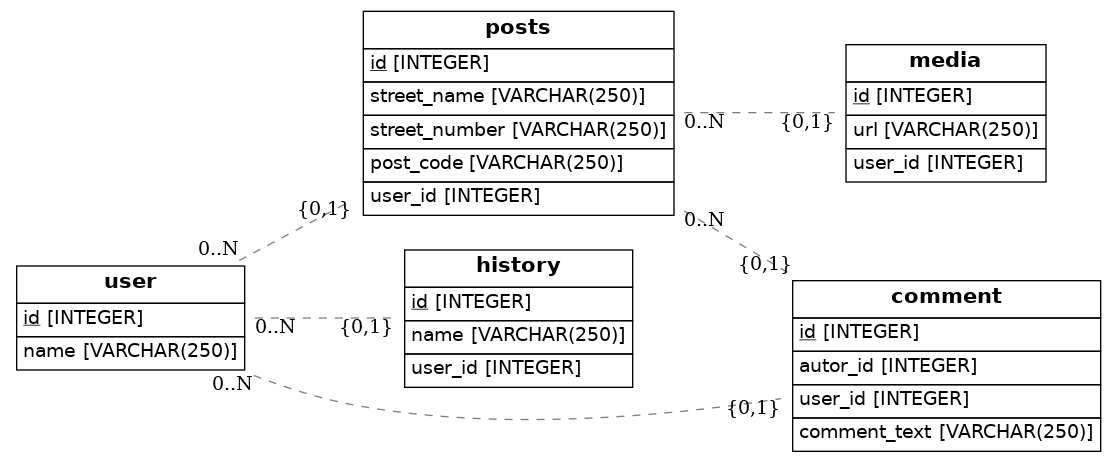 posts
id [INTEGER]
street_name [VARCHAR(250)]
street_number [VARCHAR(250)]
post_code [VARCHAR(250)]
user_id [INTEGER]
media
id [INTEGER]
url [VARCHAR(250)]
user_id [INTEGER]
0..N
{0,1}
{0,1}
0..N
0..N
{0,1}
user
id [INTEGER]
name [VARCHAR(250)]
history
id [INTEGER]
name [VARCHAR(250)]
user_id [INTEGER]
0..N
{0,1}
0..N
{0,1}
comment
id [INTEGER]
autor_id [INTEGER]
user_id [INTEGER]
comment_text [VARCHAR(250)]